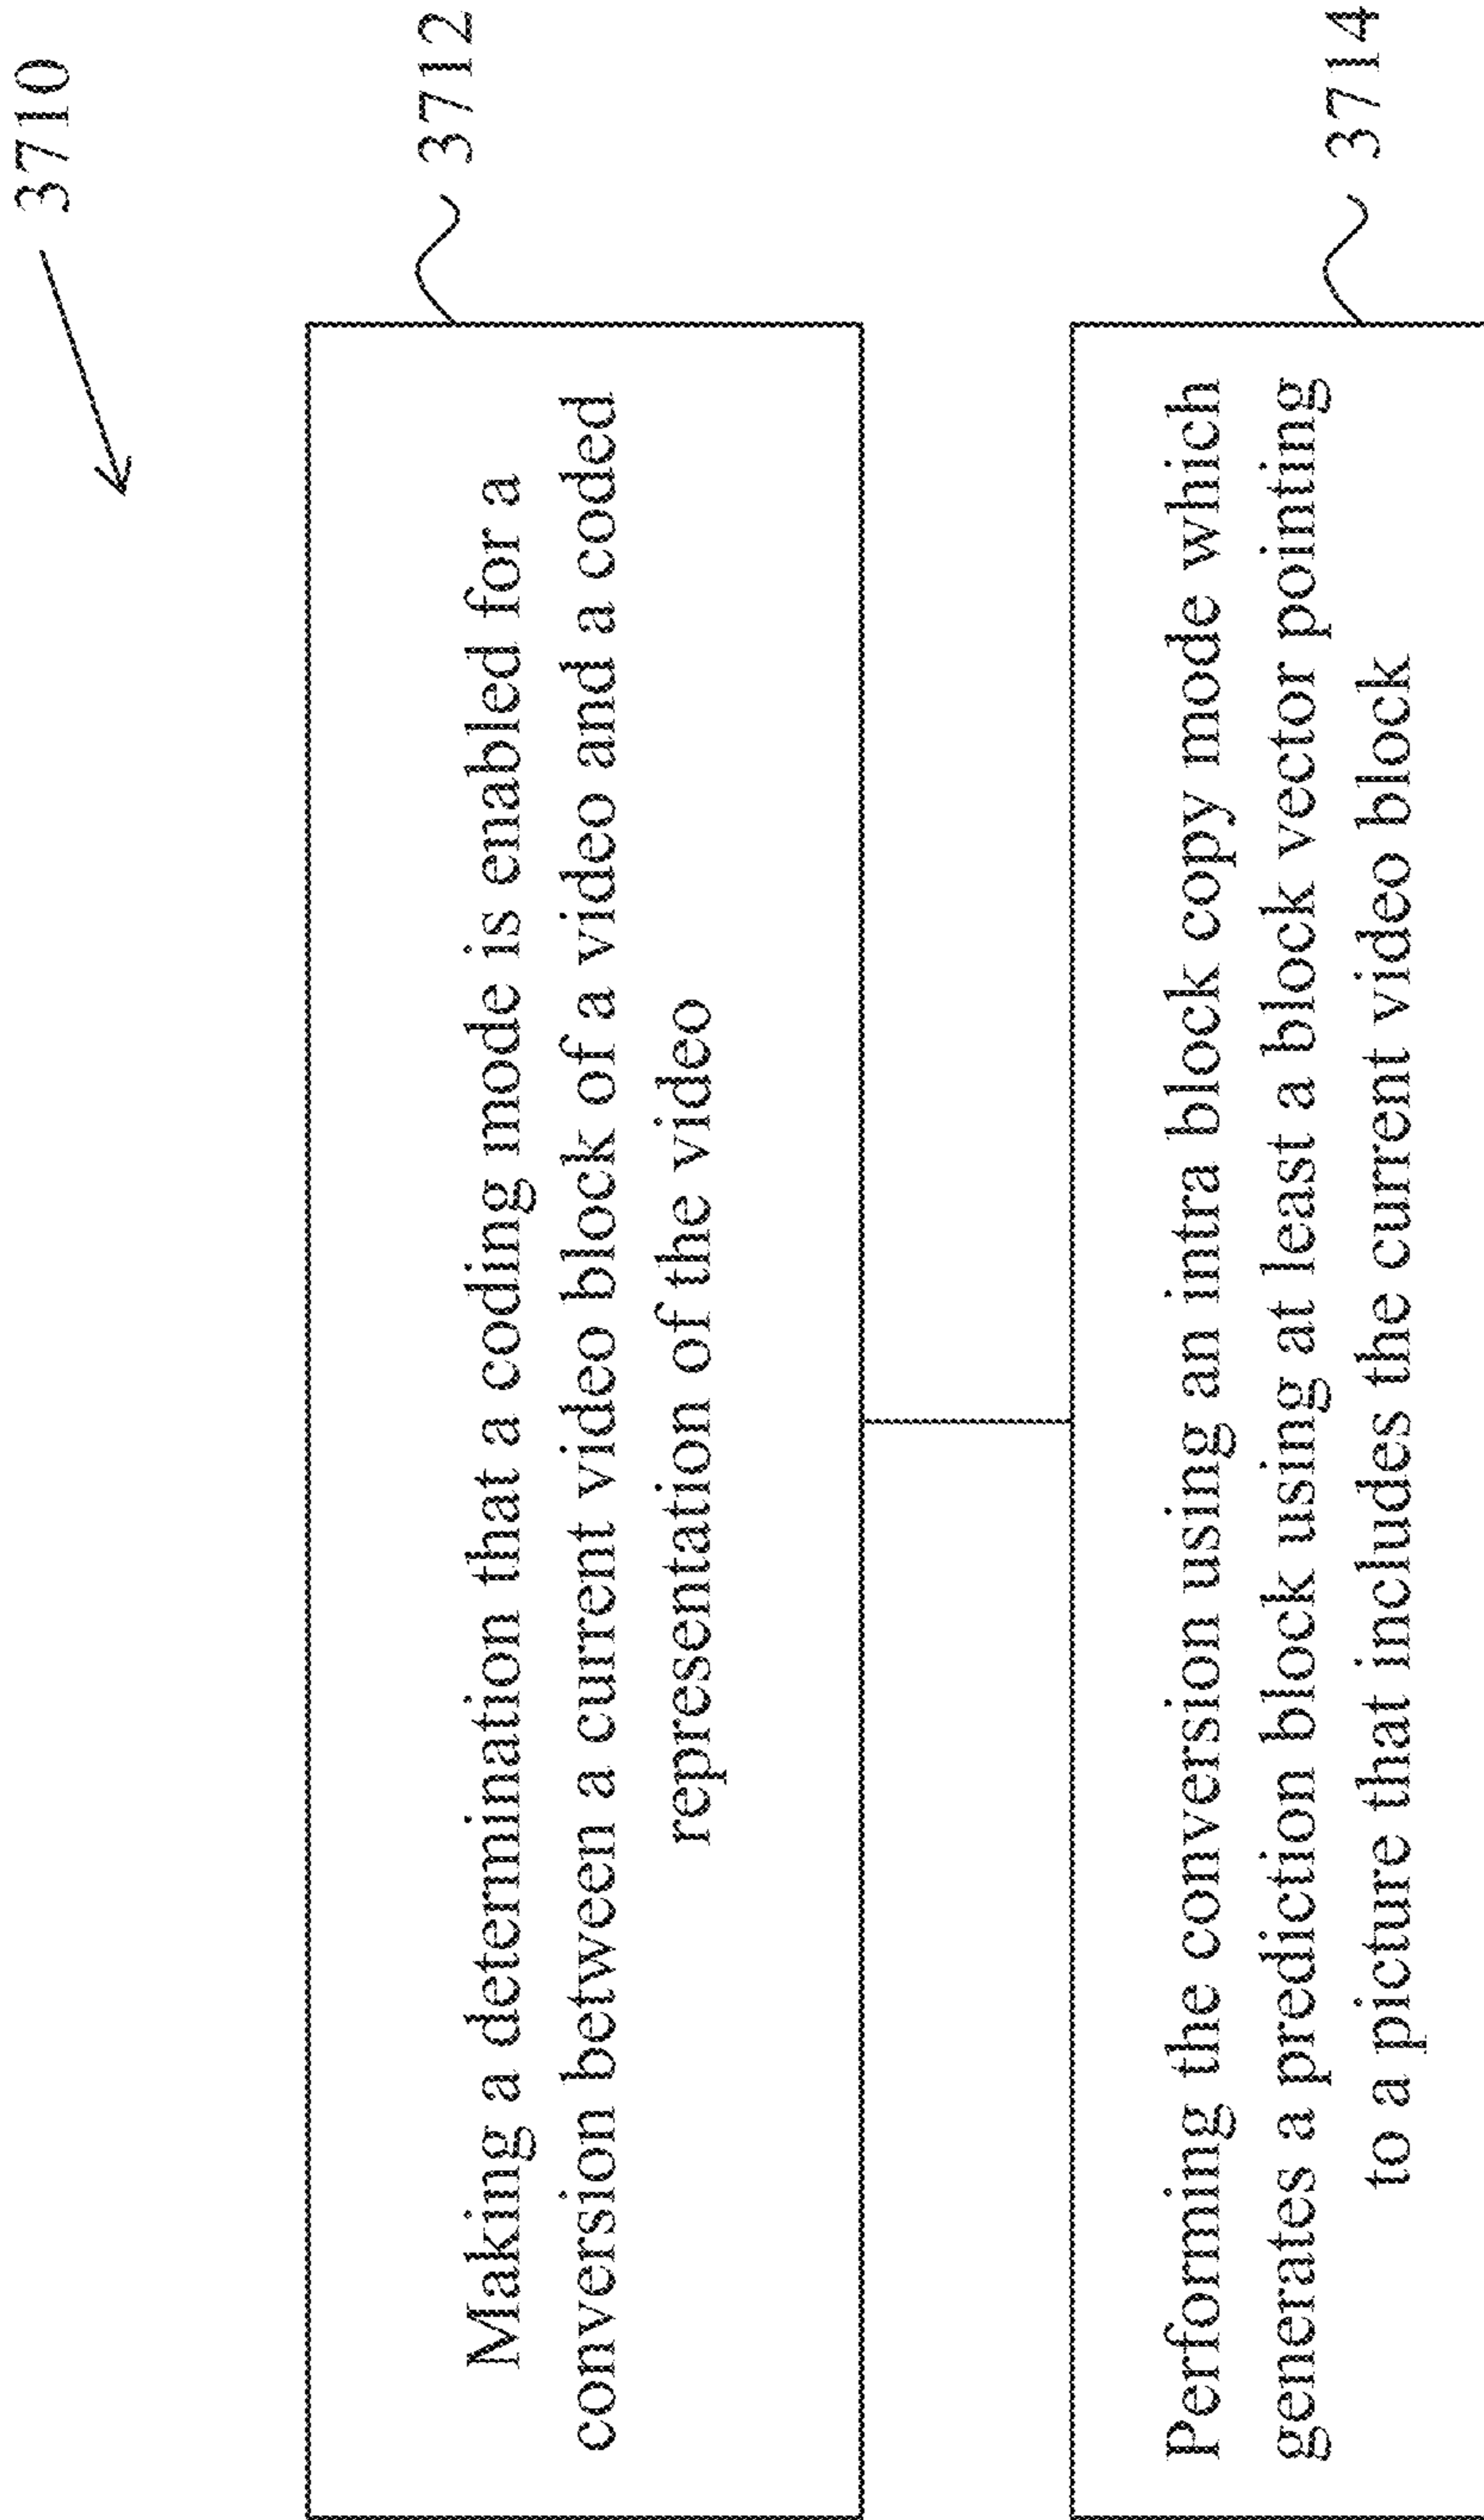 3710
3712
Making a determination that a coding mode is enabled for a
conversion between a current video block of a video and a coded
representation of the video
3714
Performing the conversion using an intra block copy mode which
generates a prediction block using at least a block vector pointing
to a picture that includes the current video block